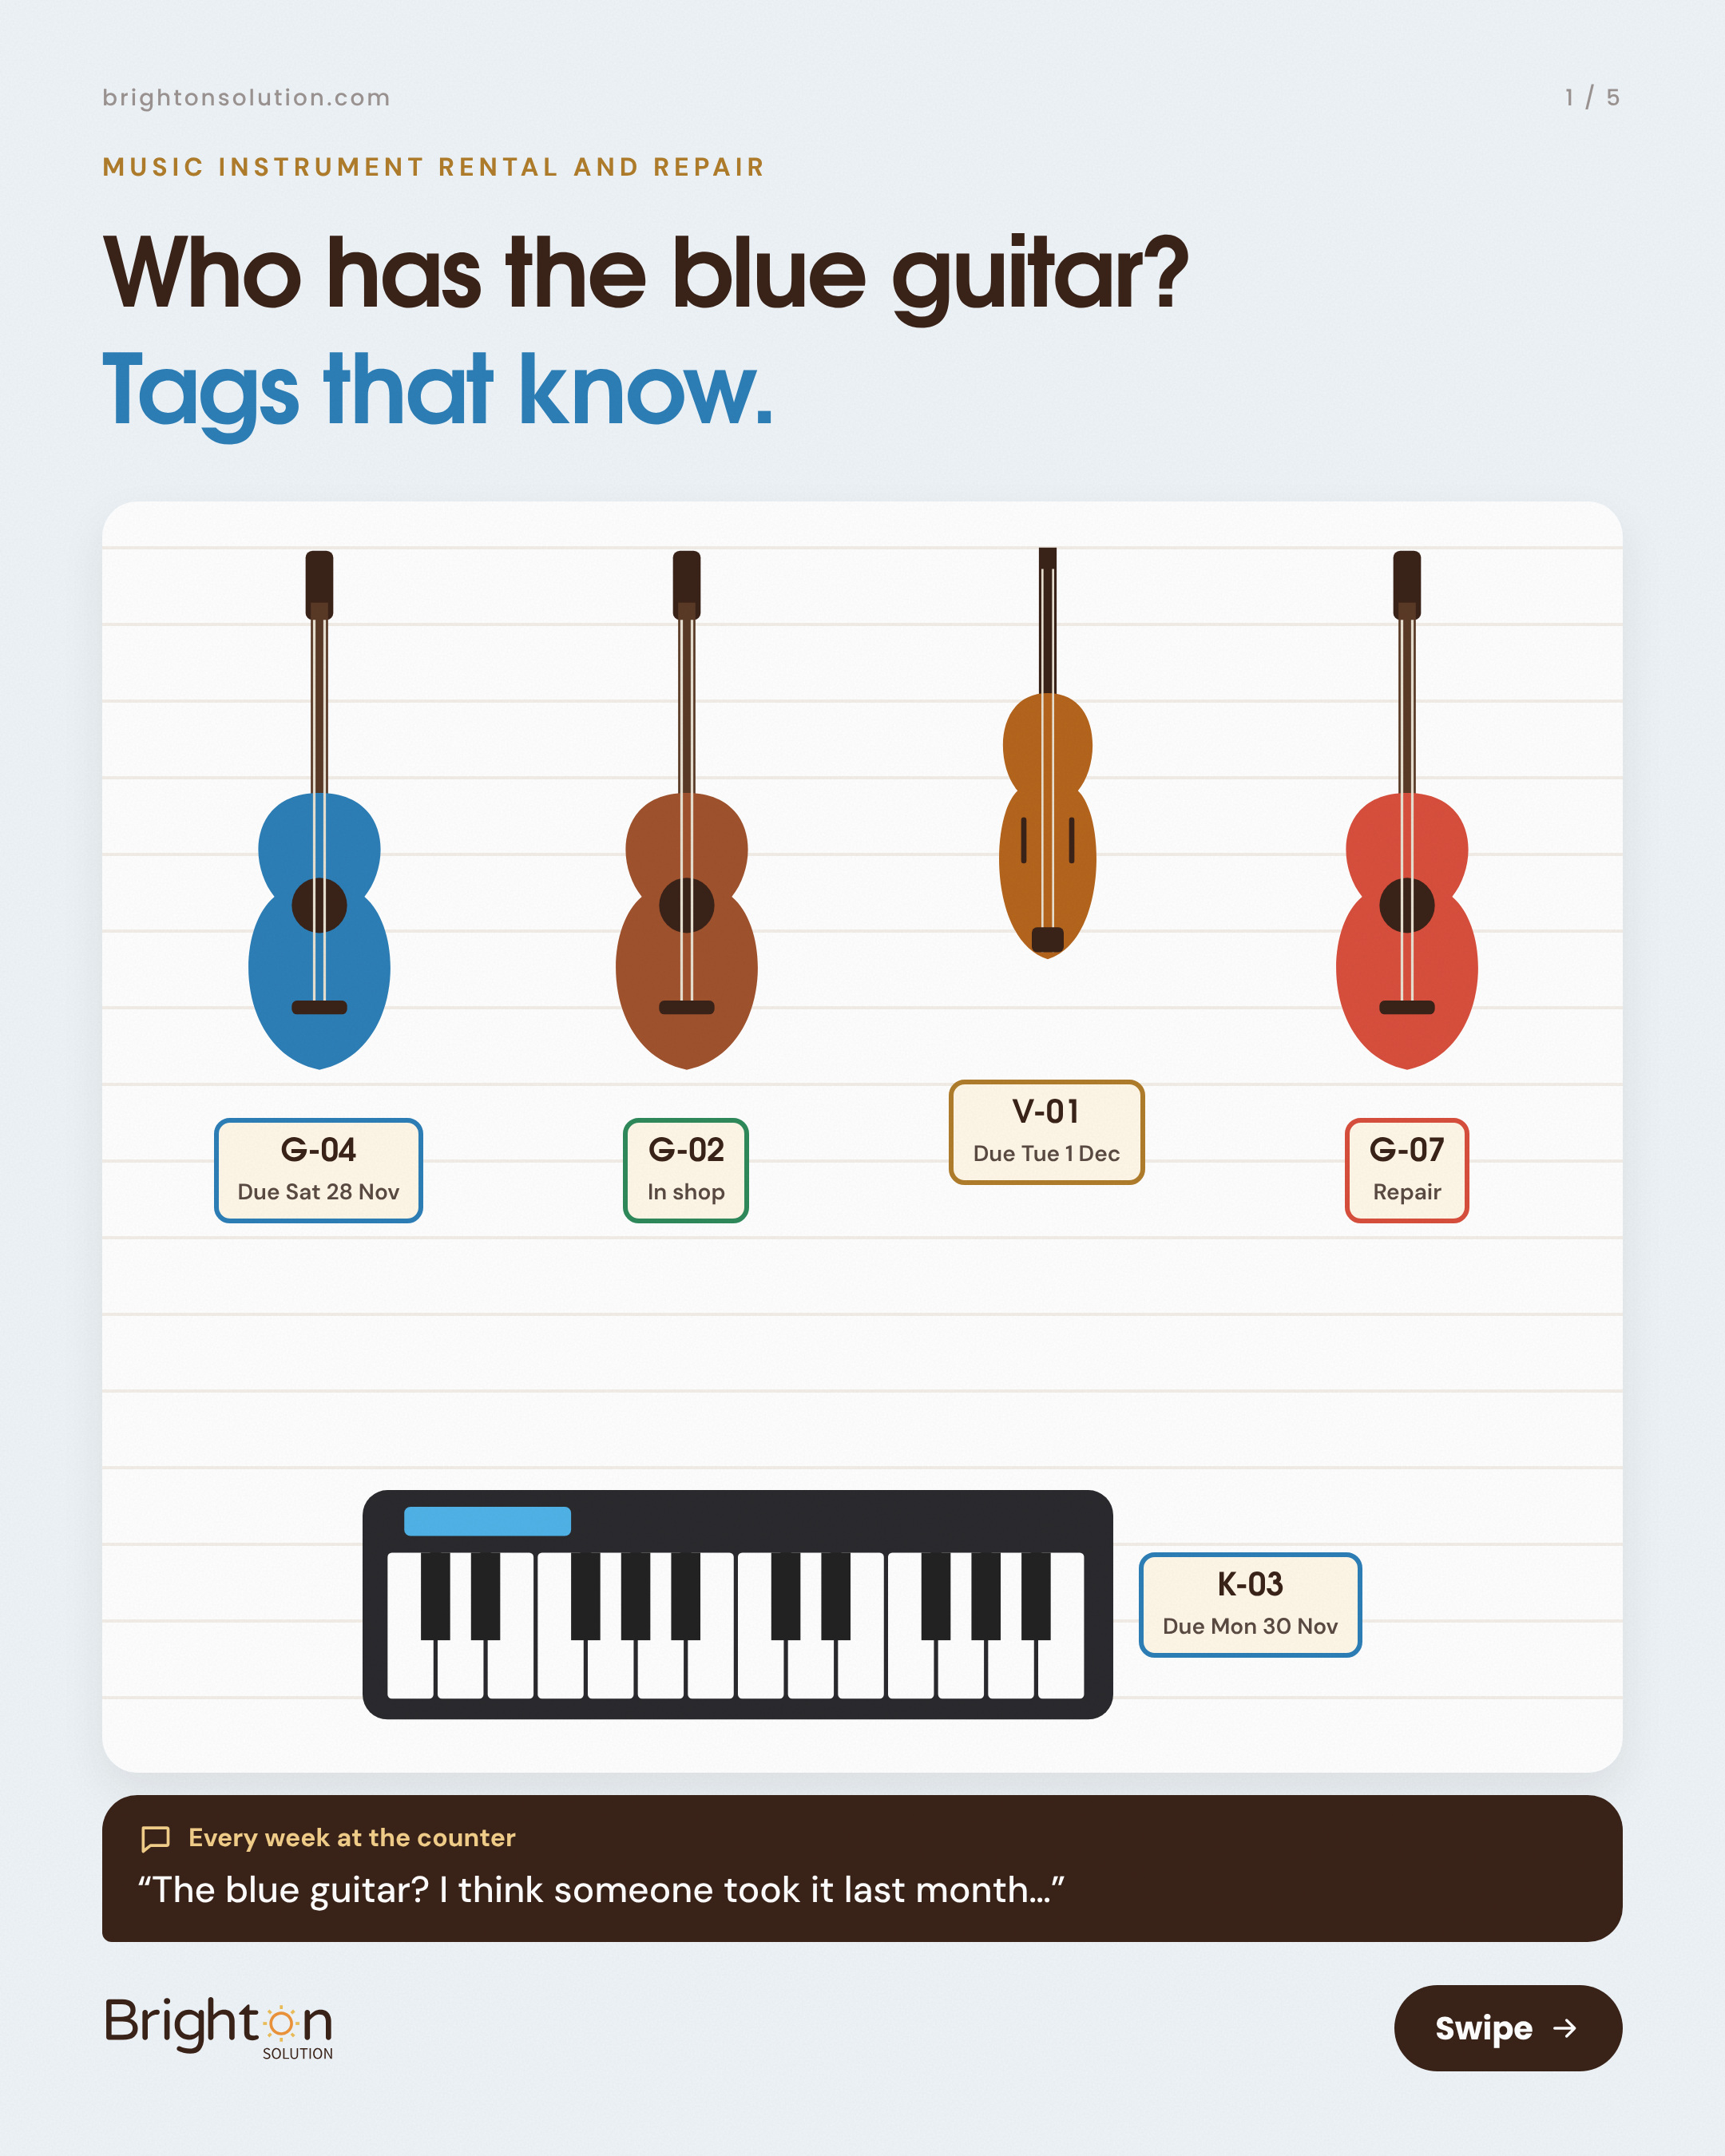 brightonsolution.com
1 / 5
MUSIC INSTRUMENT RENTAL AND REPAIR
Who has the blue guitar?
Tags that know.
G-04
Due Sat 28 Nov
G-02
In shop
V-01
Due Tue 1 Dec
G-07
Repair
K-03
Due Mon 30 Nov
Every week at the counter
“The blue guitar? I think someone took it last month...”
Brighton
SOLUTION
Swipe →